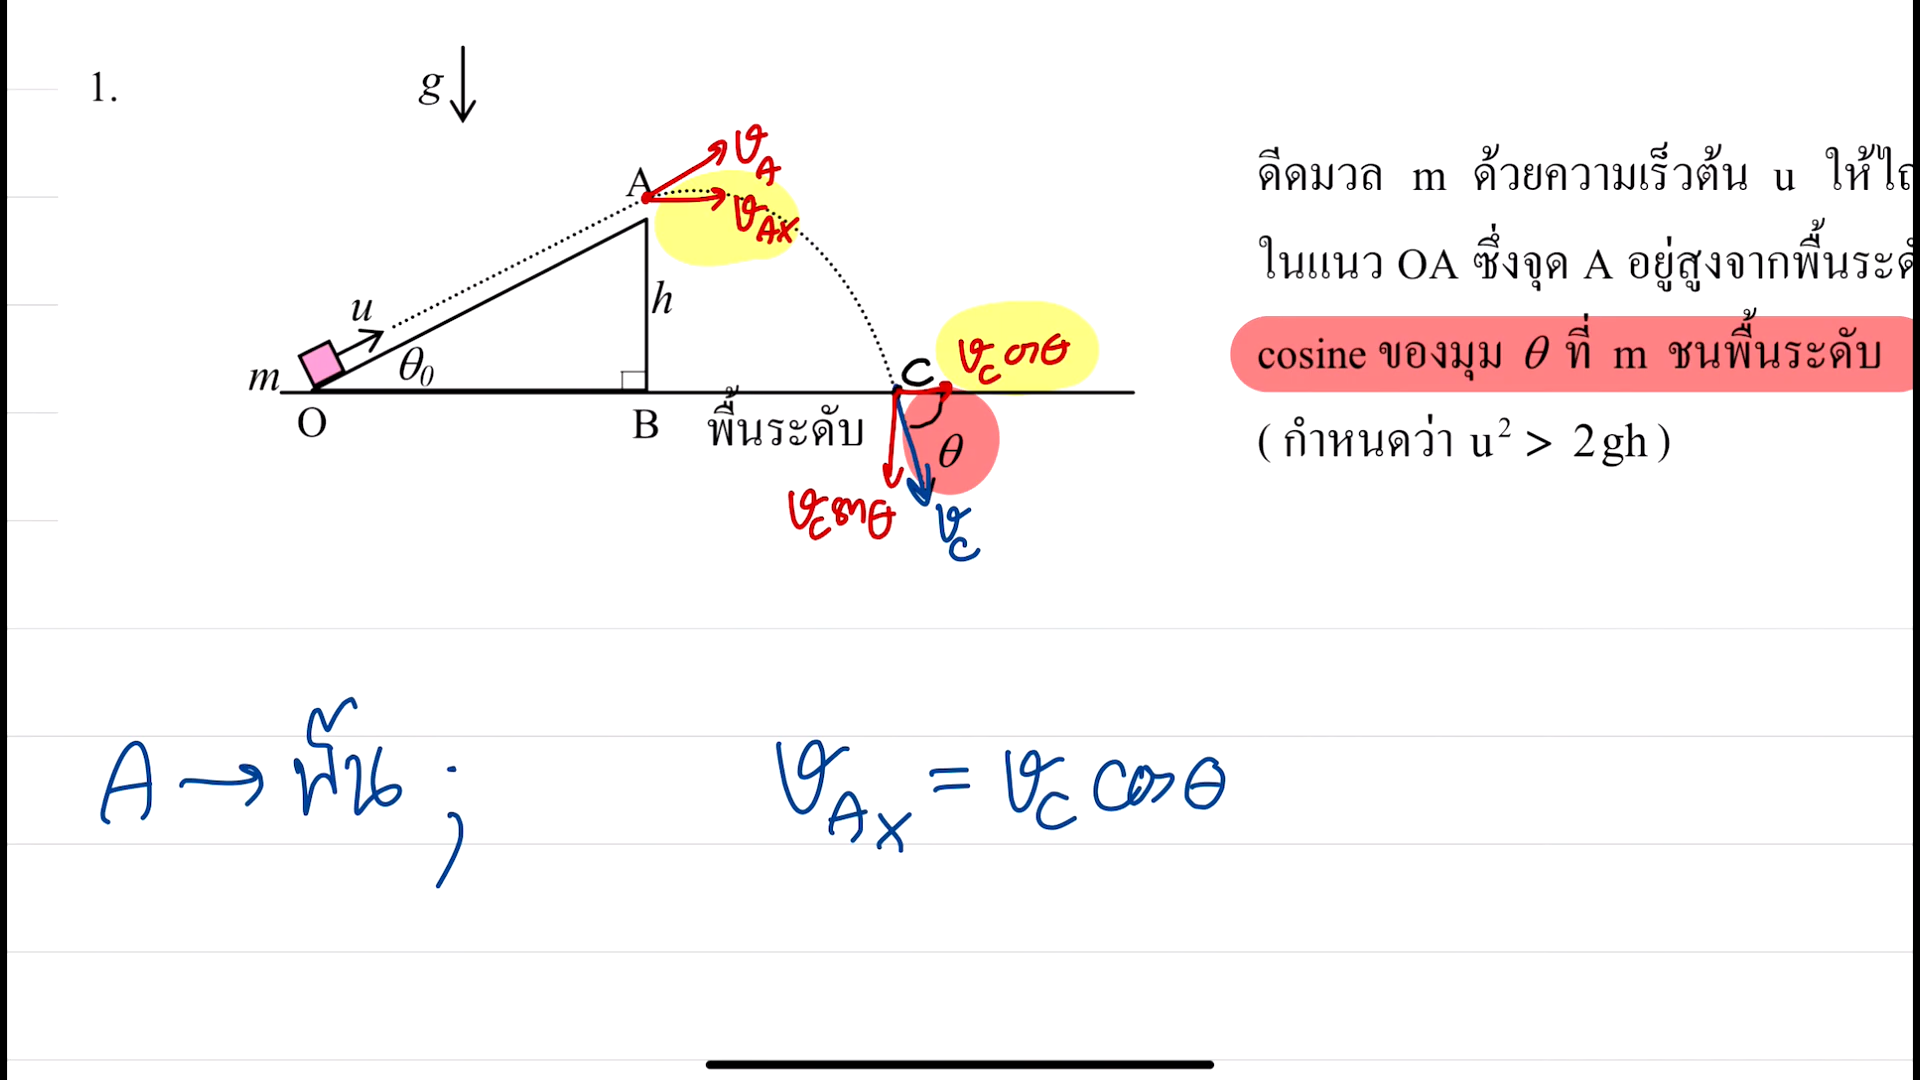 1.
g
ดีดมวล m ด้วยความเร็วต้น u ให้ไถ
ในแนว OA ซึ่งจุด A อยู่สูงจากพื้นระดั
cosine ของมุม θ ที่ m ชนพื้นระดับ
( กำหนดว่า u² > 2gh )
A
v_A
v_Ax
u
h
θ₀
m
O
B
พื้นระดับ
C
v_c cosθ
θ
v_c sinθ
v_c
A → พื้น ;
v_Ax = v_c cosθ